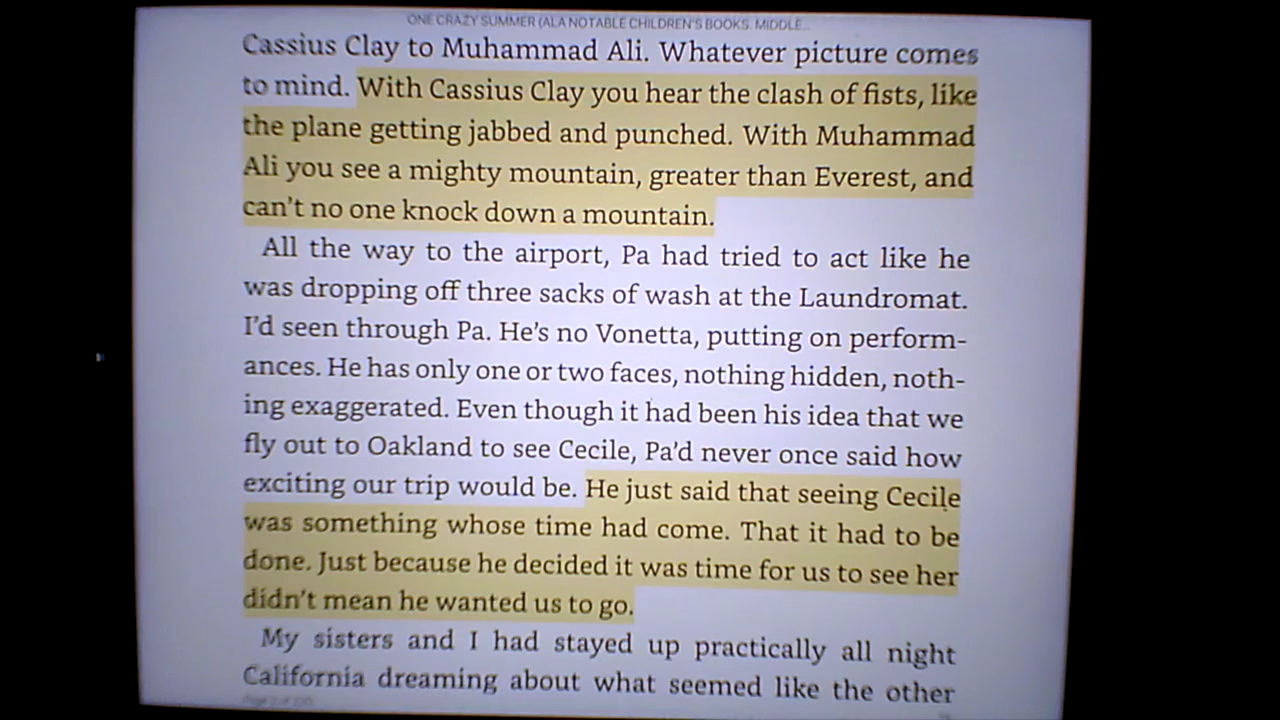 ONE CRAZY SUMMER (ALA NOTABLE CHILDREN'S BOOKS. MIDDLE...
Cassius Clay to Muhammad Ali. Whatever picture comes
to mind. With Cassius Clay you hear the clash of fists, like
the plane getting jabbed and punched. With Muhammad
Ali you see a mighty mountain, greater than Everest, and
can't no one knock down a mountain.
All the way to the airport, Pa had tried to act like he
was dropping off three sacks of wash at the Laundromat.
I'd seen through Pa. He's no Vonetta, putting on perform-
ances. He has only one or two faces, nothing hidden, noth-
ing exaggerated. Even though it had been his idea that we
fly out to Oakland to see Cecile, Pa'd never once said how
exciting our trip would be. He just said that seeing Cecile
was something whose time had come. That it had to be
done. Just because he decided it was time for us to see her
didn't mean he wanted us to go.
My sisters and I had stayed up practically all night
California dreaming about what seemed like the other